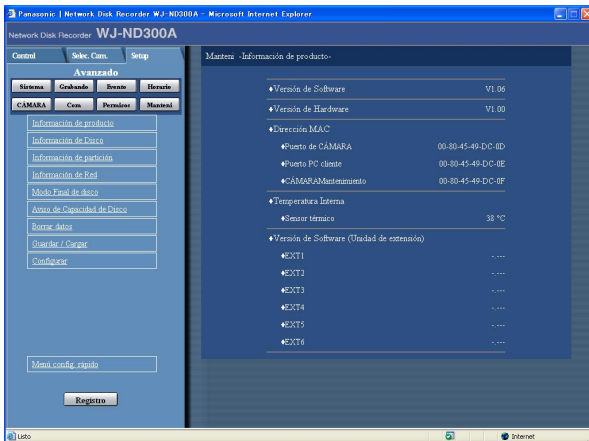 Panasonic | Network Disk Recorder WJ-ND300A - Microsoft Internet Explorer
Network Disk Recorder WJ-ND300A
Control Selec. Cam. Setup
Avanzado
Sistema Grabando Evento Horario
CÁMARA Com Permisos Manteni
Información de producto
Información de Disco
Información de partición
Información de Red
Modo Final de disco
Aviso de Capacidad de Disco
Borrar datos
Guardar / Cargar
Configurar
Menú config. rápido
Registro
Manteni -Información de producto-
♦Versión de Software V1.06
♦Versión de Hardware V1.00
♦Dirección MAC
♦Puerto de CÁMARA 00-80-45-49-DC-0D
♦Puerto PC cliente 00-80-45-49-DC-0E
♦CÁMARAMantenimiento 00-80-45-49-DC-0F
♦Temperatura Interna
♦Sensor térmico 38 °C
♦Versión de Software (Unidad de extensión)
♦EXT1 -.---
♦EXT2 -.---
♦EXT3 -.---
♦EXT4 -.---
♦EXT5 -.---
♦EXT6 -.---
Listo Internet